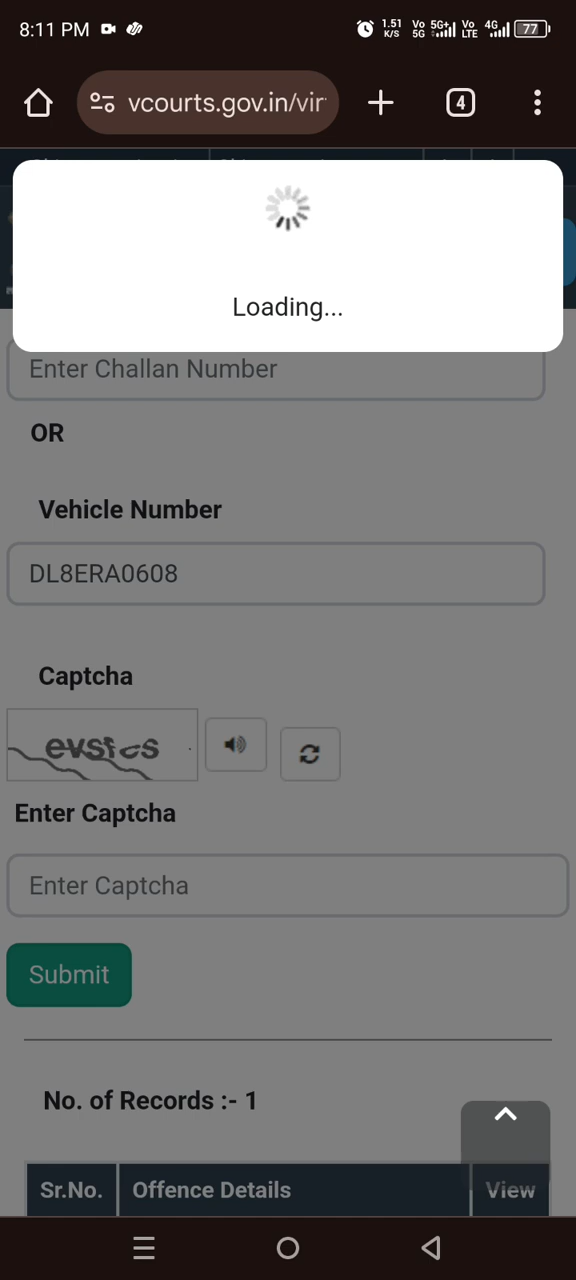 8:11 PM 1.51 K/S Vo 5G 5G+ Vo LTE 4G 77
vcourts.gov.in/vir
4
Loading...
Enter Challan Number
OR
Vehicle Number
DL8ERA0608
Captcha
evsfcs
Enter Captcha
Enter Captcha
Submit
No. of Records :- 1
Sr.No. Offence Details View